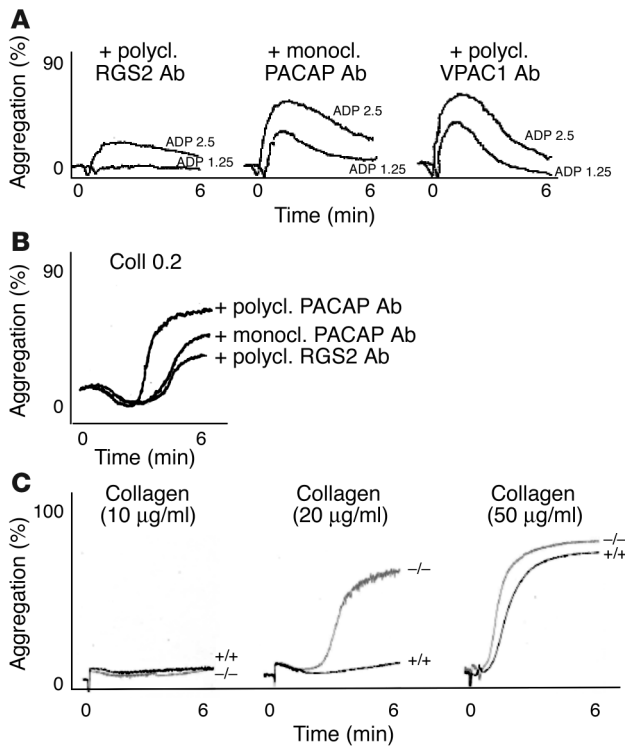 A
+ polycl.
RGS2 Ab
+ monocl.
PACAP Ab
+ polycl.
VPAC1 Ab
Aggregation (%)
90
0
ADP 2.5
ADP 1.25
ADP 2.5
ADP 1.25
ADP 2.5
ADP 1.25
0 6 0 6 0 6
Time (min)
B
Coll 0.2
Aggregation (%)
90
0
+ polycl. PACAP Ab
+ monocl. PACAP Ab
+ polycl. RGS2 Ab
0 6
Time (min)
C
Collagen
(10 µg/ml)
Collagen
(20 µg/ml)
Collagen
(50 µg/ml)
Aggregation (%)
100
0
+/+
−/−
−/−
+/+
−/−
+/+
0 6 0 6 0 6
Time (min)